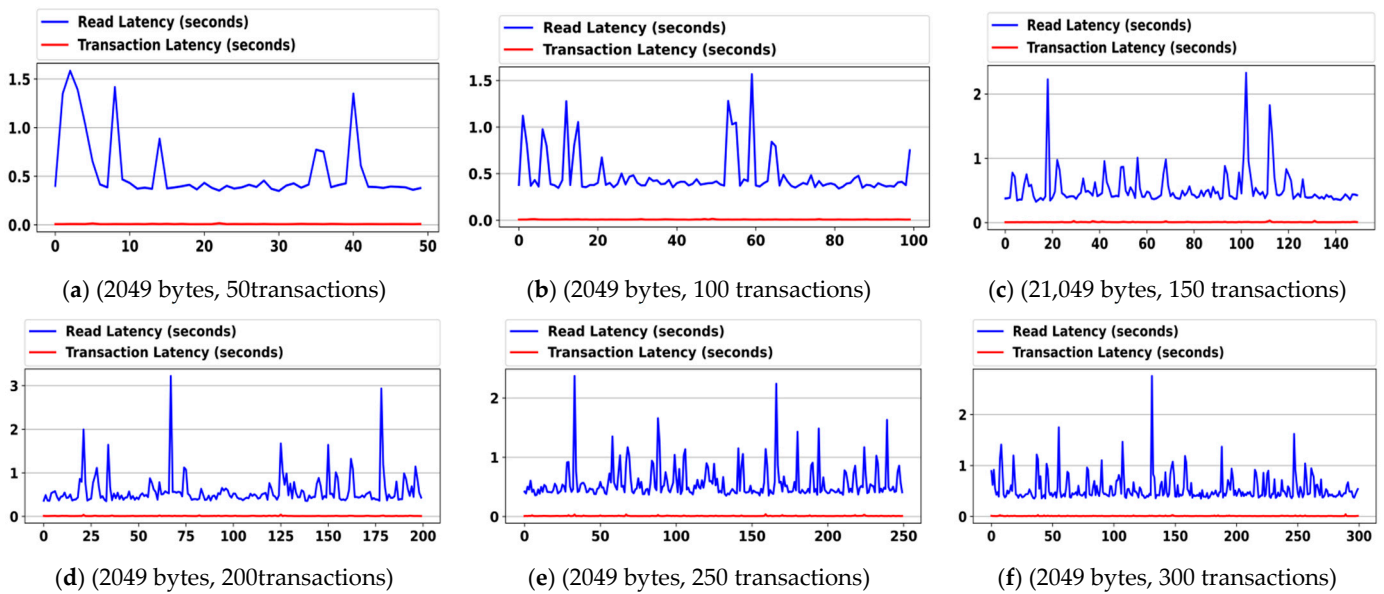 Read Latency (seconds)
Transaction Latency (seconds)
1.5
1.0
0.5
0.0
0 10 20 30 40 50
(a) (2049 bytes, 50transactions)
Read Latency (seconds)
Transaction Latency (seconds)
1.5
1.0
0.5
0.0
0 20 40 60 80 100
(b) (2049 bytes, 100 transactions)
Read Latency (seconds)
Transaction Latency (seconds)
2
1
0
0 20 40 60 80 100 120 140
(c) (21,049 bytes, 150 transactions)
Read Latency (seconds)
Transaction Latency (seconds)
3
2
1
0
0 25 50 75 100 125 150 175 200
(d) (2049 bytes, 200transactions)
Read Latency (seconds)
Transaction Latency (seconds)
2
1
0
0 50 100 150 200 250
(e) (2049 bytes, 250 transactions)
Read Latency (seconds)
Transaction Latency (seconds)
2
1
0
0 50 100 150 200 250 300
(f) (2049 bytes, 300 transactions)